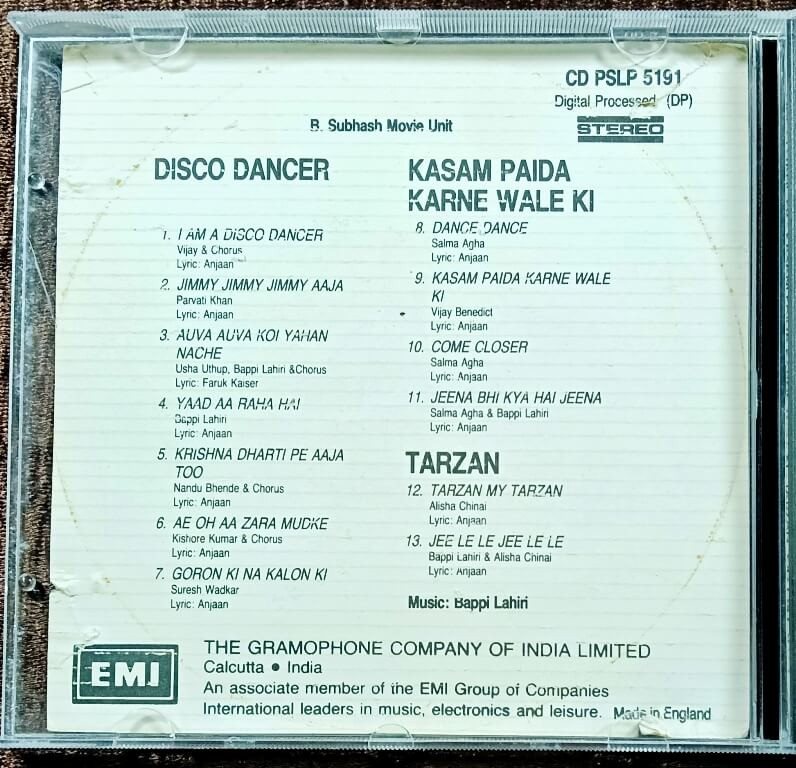 CD PSLP 5191
Digital Processed (DP)
STEREO
B. Subhash Movie Unit
DISCO DANCER
1. I AM A DISCO DANCER
Vijay & Chorus
Lyric: Anjaan
2. JIMMY JIMMY JIMMY AAJA
Parvati Khan
Lyric: Anjaan
3. AUVA AUVA KOI YAHAN
NACHE
Usha Uthup, Bappi Lahiri &Chorus
Lyric: Faruk Kaiser
4. YAAD AA RAHA HAI
Bappi Lahiri
Lyric: Anjaan
5. KRISHNA DHARTI PE AAJA
TOO
Nandu Bhende & Chorus
Lyric: Anjaan
6. AE OH AA ZARA MUDKE
Kishore Kumar & Chorus
Lyric: Anjaan
7. GORON KI NA KALON KI
Suresh Wadkar
Lyric: Anjaan
KASAM PAIDA
KARNE WALE KI
8. DANCE DANCE
Salma Agha
Lyric: Anjaan
9. KASAM PAIDA KARNE WALE
KI
Vijay Benedict
Lyric: Anjaan
10. COME CLOSER
Salma Agha
Lyric: Anjaan
11. JEENA BHI KYA HAI JEENA
Salma Agha & Bappi Lahiri
Lyric: Anjaan
TARZAN
12. TARZAN MY TARZAN
Alisha Chinai
Lyric: Anjaan
13. JEE LE LE JEE LE LE
Bappi Lahiri & Alisha Chinai
Lyric: Anjaan
Music: Bappi Lahiri
EMI
THE GRAMOPHONE COMPANY OF INDIA LIMITED
Calcutta • India
An associate member of the EMI Group of Companies
International leaders in music, electronics and leisure. Made in England